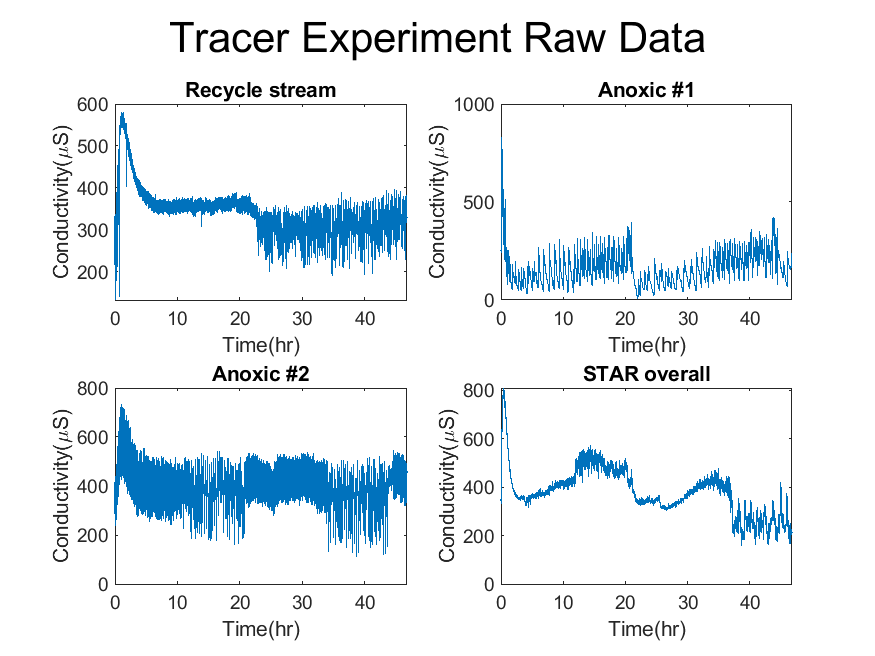 Tracer Experiment Raw Data
Recycle stream
600
500
400
300
200
0 10 20 30 40
Conductivity(μS)
Time(hr)
Anoxic #1
1000
500
0
0 10 20 30 40
Conductivity(μS)
Time(hr)
Anoxic #2
800
600
400
200
0
0 10 20 30 40
Conductivity(μS)
Time(hr)
STAR overall
800
600
400
200
0
0 10 20 30 40
Conductivity(μS)
Time(hr)